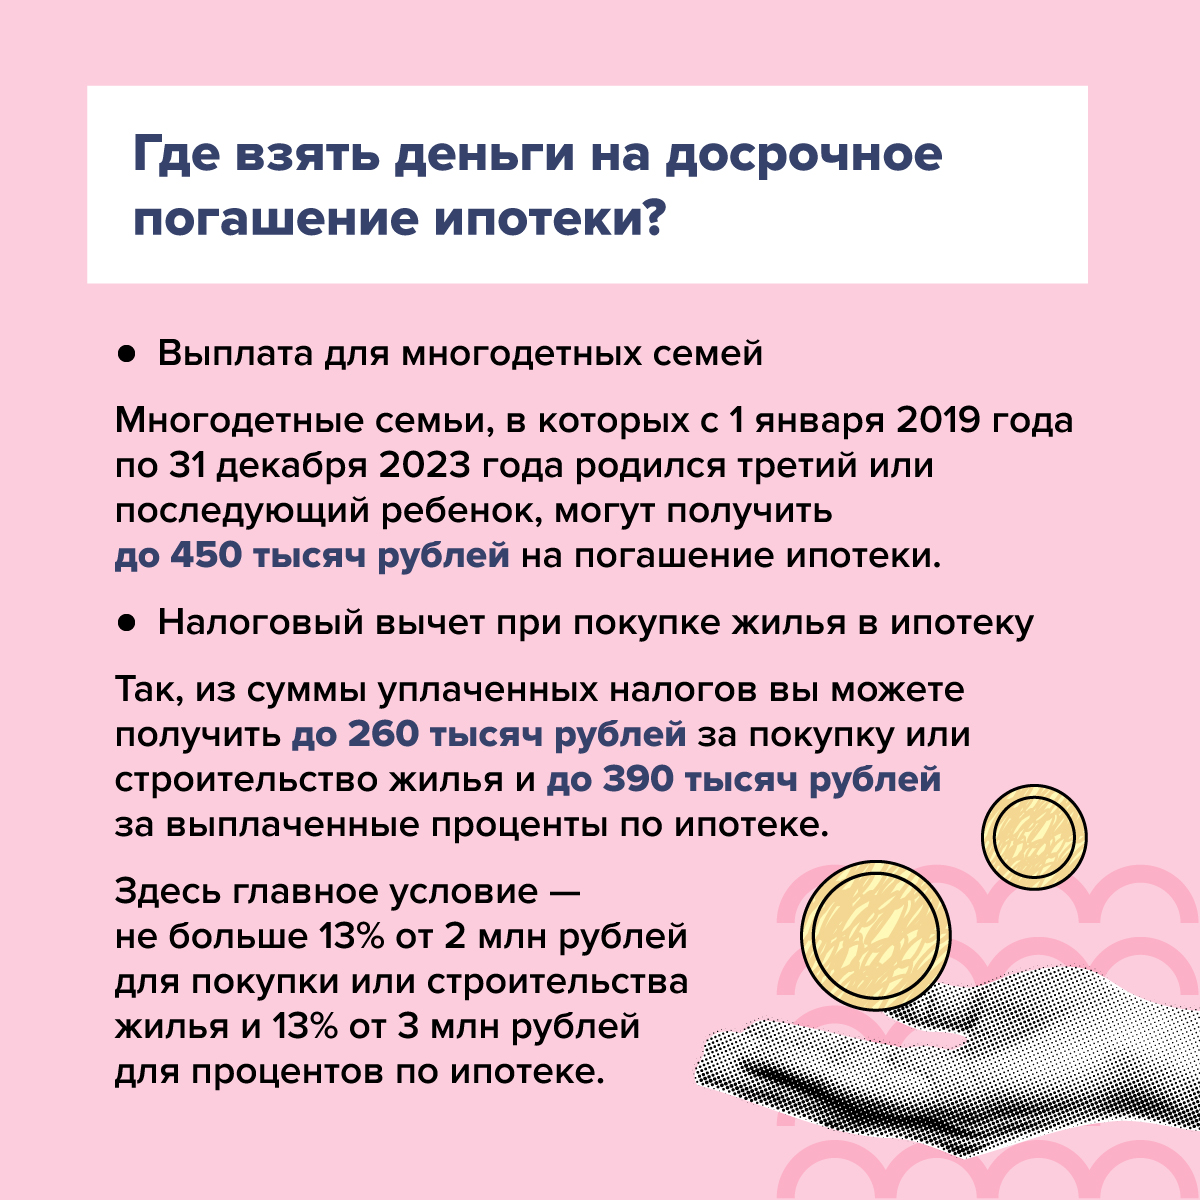 Где взять деньги на досрочное
погашение ипотеки?
● Выплата для многодетных семей
Многодетные семьи, в которых с 1 января 2019 года
по 31 декабря 2023 года родился третий или
последующий ребенок, могут получить
до 450 тысяч рублей на погашение ипотеки.
● Налоговый вычет при покупке жилья в ипотеку
Так, из суммы уплаченных налогов вы можете
получить до 260 тысяч рублей за покупку или
строительство жилья и до 390 тысяч рублей
за выплаченные проценты по ипотеке.
Здесь главное условие —
не больше 13% от 2 млн рублей
для покупки или строительства
жилья и 13% от 3 млн рублей
для процентов по ипотеке.